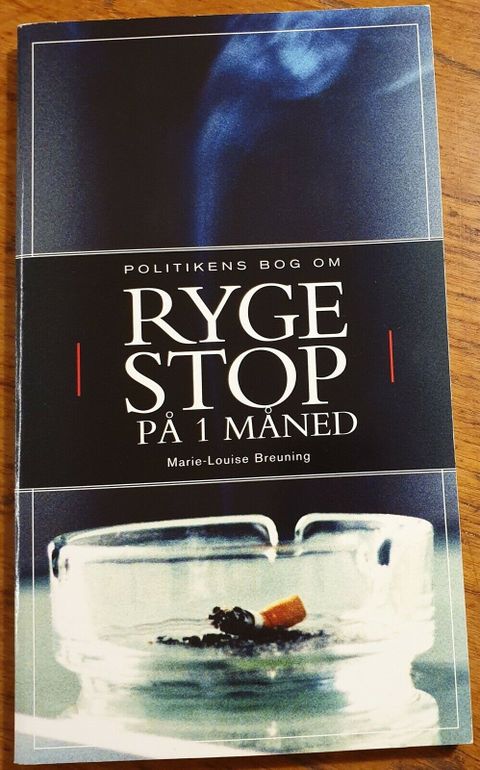 POLITIKENS BOG OM
RYGE
STOP
PÅ 1 MÅNED
Marie-Louise Breuning